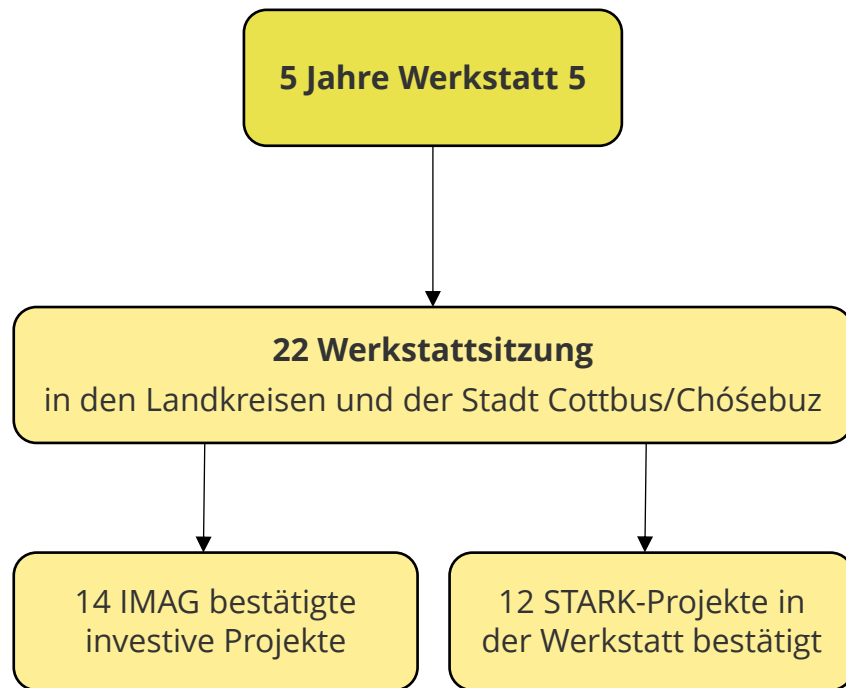 5 Jahre Werkstatt 5
22 Werkstattsitzung
in den Landkreisen und der Stadt Cottbus/Chóśebuz
14 IMAG bestätigte
investive Projekte
12 STARK-Projekte in
der Werkstatt bestätigt